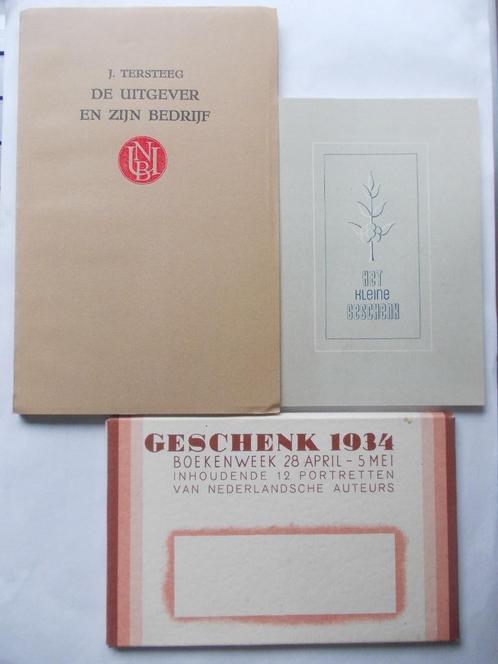 J. TERSTEEG
DE UITGEVER
EN ZIJN BEDRIJF
UNIB
HET
kleine
GESCHENK
GESCHENK 1934
BOEKENWEEK 28 APRIL - 5 MEI
INHOUDENDE 12 PORTRETTEN
VAN NEDERLANDSCHE AUTEURS